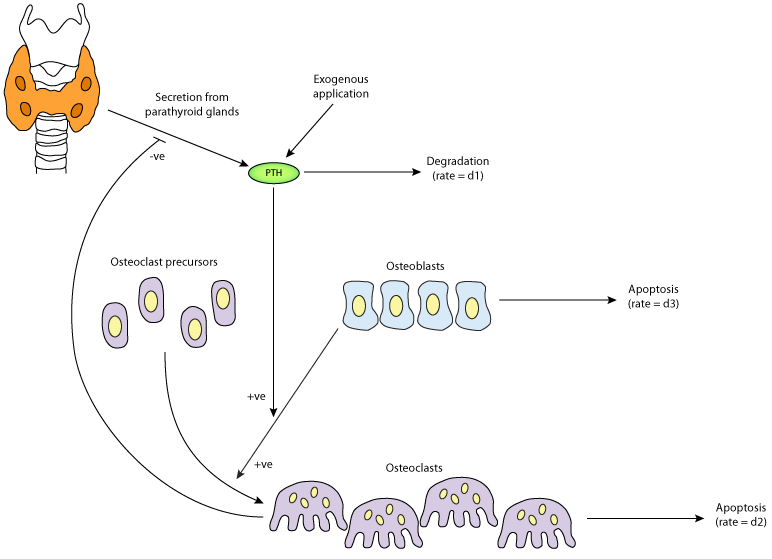 Exogenous
application
Secretion from
parathyroid glands
-ve
PTH
Degradation
(rate = d1)
Osteoclast precursors
Osteoblasts
Apoptosis
(rate = d3)
+ve
+ve
Osteoclasts
Apoptosis
(rate = d2)